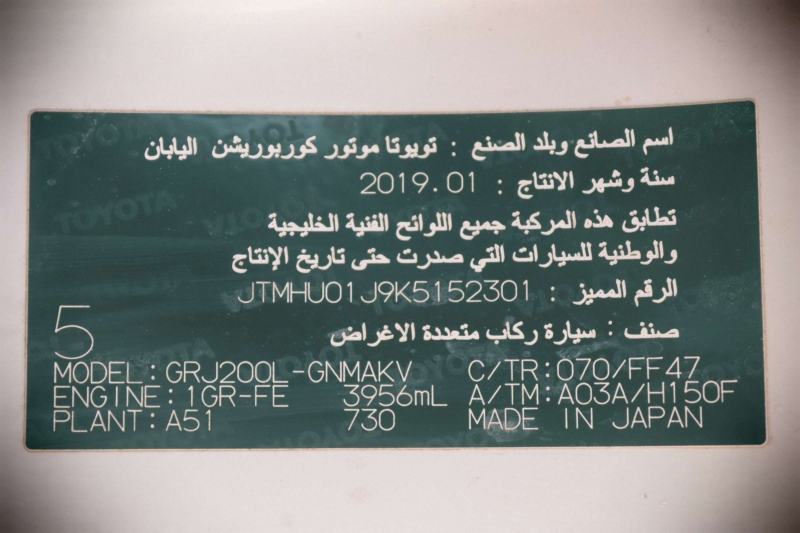 اسم الصانع وبلد الصنع : تويوتا موتور كوربوريشن اليابان
سنة وشهر الانتاج : 2019.01
تطابق هذه المركبة جميع اللوائح الفنية الخليجية
والوطنية للسيارات التي صدرت حتى تاريخ الإنتاج
الرقم المميز : JTMHU01J9K5152301
صنف : سيارة ركاب متعددة الاغراض
5
MODEL:GRJ200L-GNMAKV C/TR:070/FF47
ENGINE:1GR-FE 3956mL A/TM:A03A/H150F
PLANT:A51 730 MADE IN JAPAN